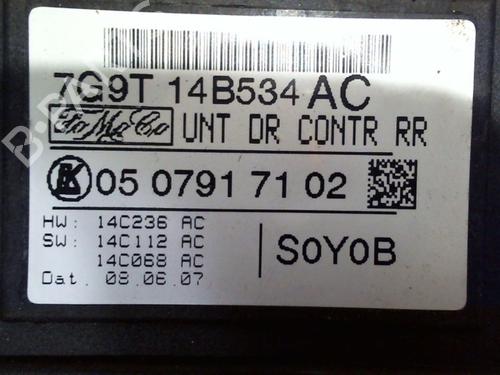 7G9T 14B534 AC
FoMoCo UNT DR CONTR RR
K 05 0791 71 02
HW: 14C236 AC
SW: 14C112 AC
14C068 AC
S0Y0B
Dat. 08.06.07